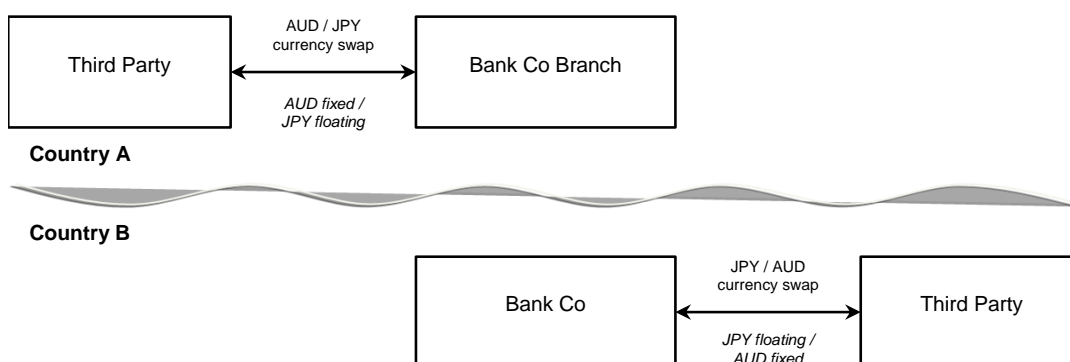 AUD / JPY
currency swap
Third Party
Bank Co Branch
AUD fixed /
JPY floating
Country A
Country B
JPY / AUD
currency swap
Bank Co
Third Party
JPY floating /
AUD fixed